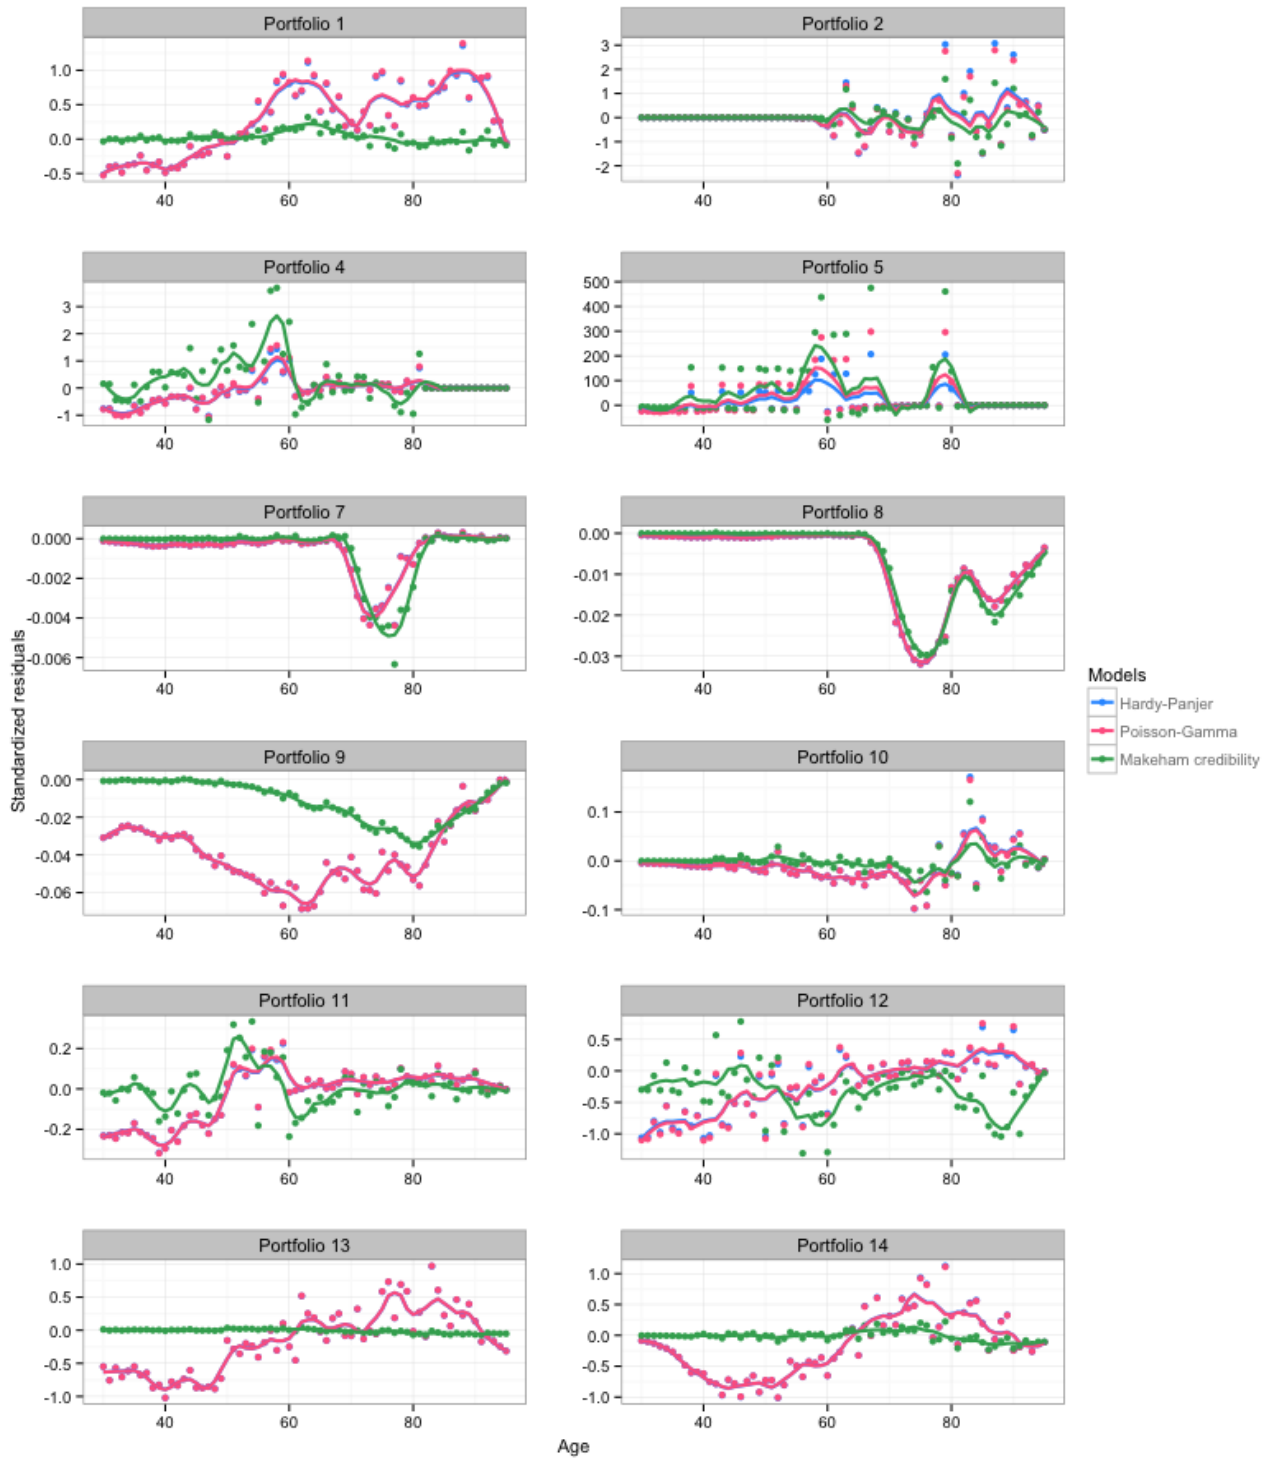 Portfolio 1
1.0
0.5
0.0
-0.5
40 60 80
Portfolio 2
3
2
1
0
-1
-2
40 60 80
Portfolio 4
3
2
1
0
-1
40 60 80
Portfolio 5
500
400
300
200
100
0
40 60 80
Portfolio 7
0.000
-0.002
-0.004
-0.006
40 60 80
Portfolio 8
0.00
-0.01
-0.02
-0.03
40 60 80
Portfolio 9
0.00
-0.02
-0.04
-0.06
40 60 80
Portfolio 10
0.1
0.0
-0.1
40 60 80
Portfolio 11
0.2
0.0
-0.2
40 60 80
Portfolio 12
0.5
0.0
-0.5
-1.0
40 60 80
Portfolio 13
1.0
0.5
0.0
-0.5
-1.0
40 60 80
Portfolio 14
1.0
0.5
0.0
-0.5
-1.0
40 60 80
Standardized residuals
Age
Models
Hardy-Panjer
Poisson-Gamma
Makeham credibility